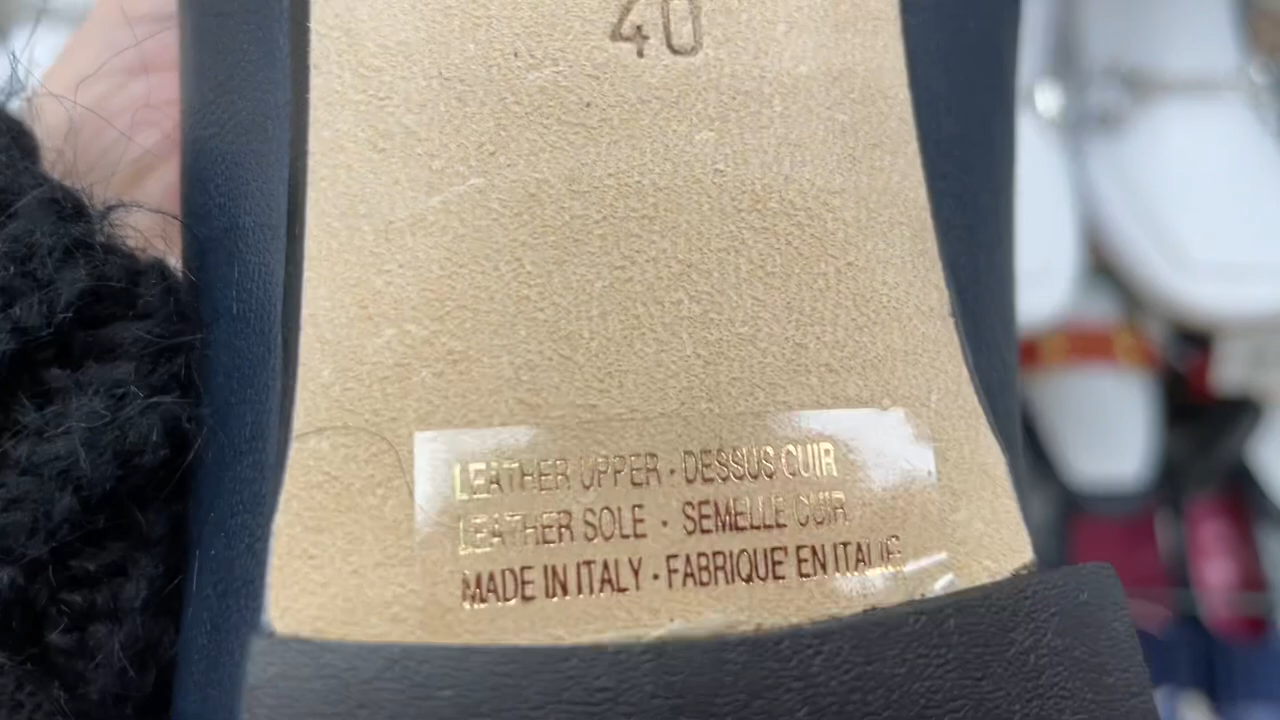 40
LEATHER UPPER · DESSUS CUIR
LEATHER SOLE · SEMELLE CUIR
MADE IN ITALY · FABRIQUE' EN ITALIE